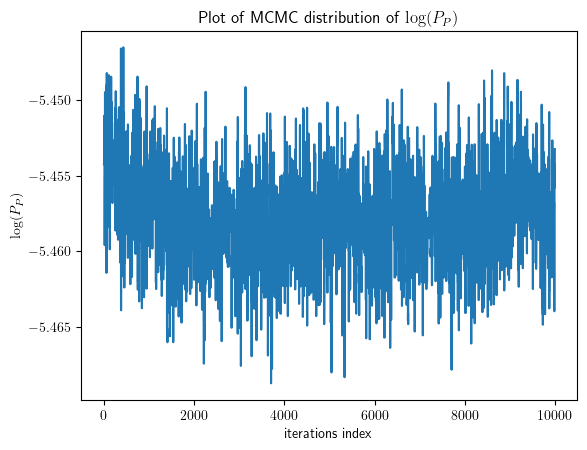 Plot of MCMC distribution of log(P_P)
log(P_P)
−5.450
−5.455
−5.460
−5.465
0 2000 4000 6000 8000 10000
iterations index